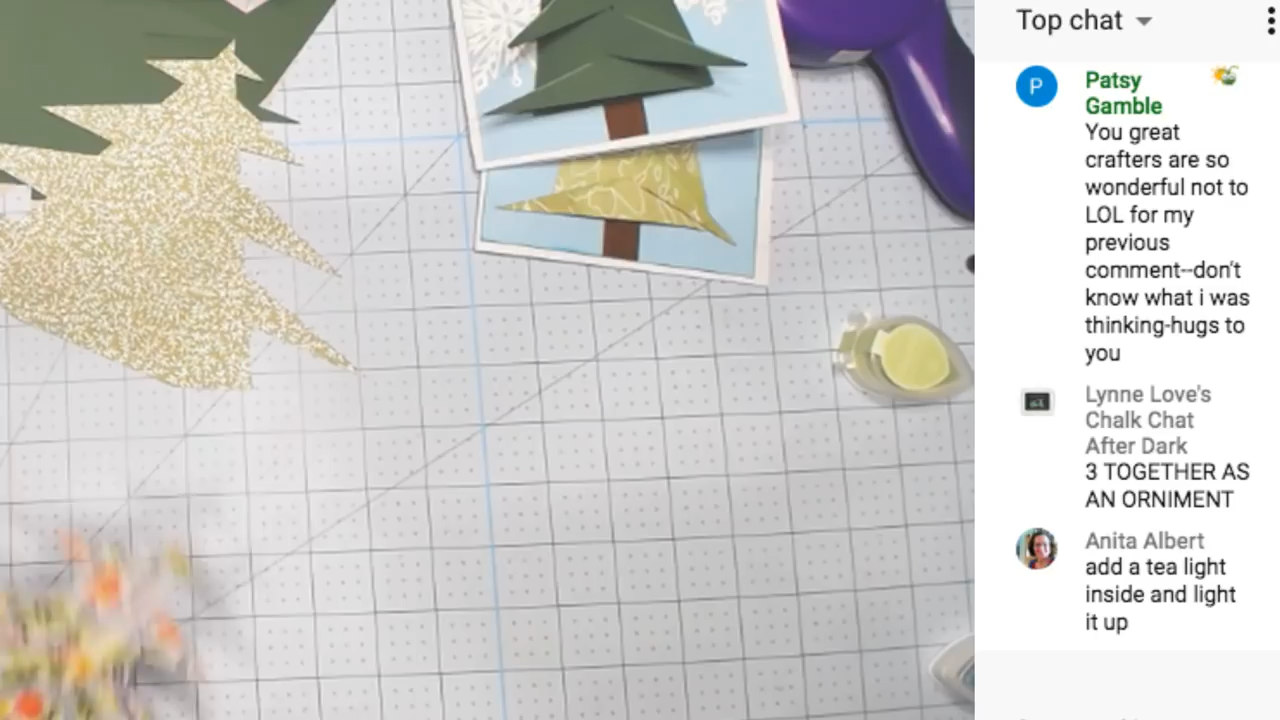 Top chat
P
Patsy
Gamble
You great
crafters are so
wonderful not to
LOL for my
previous
comment--don't
know what i was
thinking-hugs to
you
Lynne Love's
Chalk Chat
After Dark
3 TOGETHER AS
AN ORNIMENT
Anita Albert
add a tea light
inside and light
it up